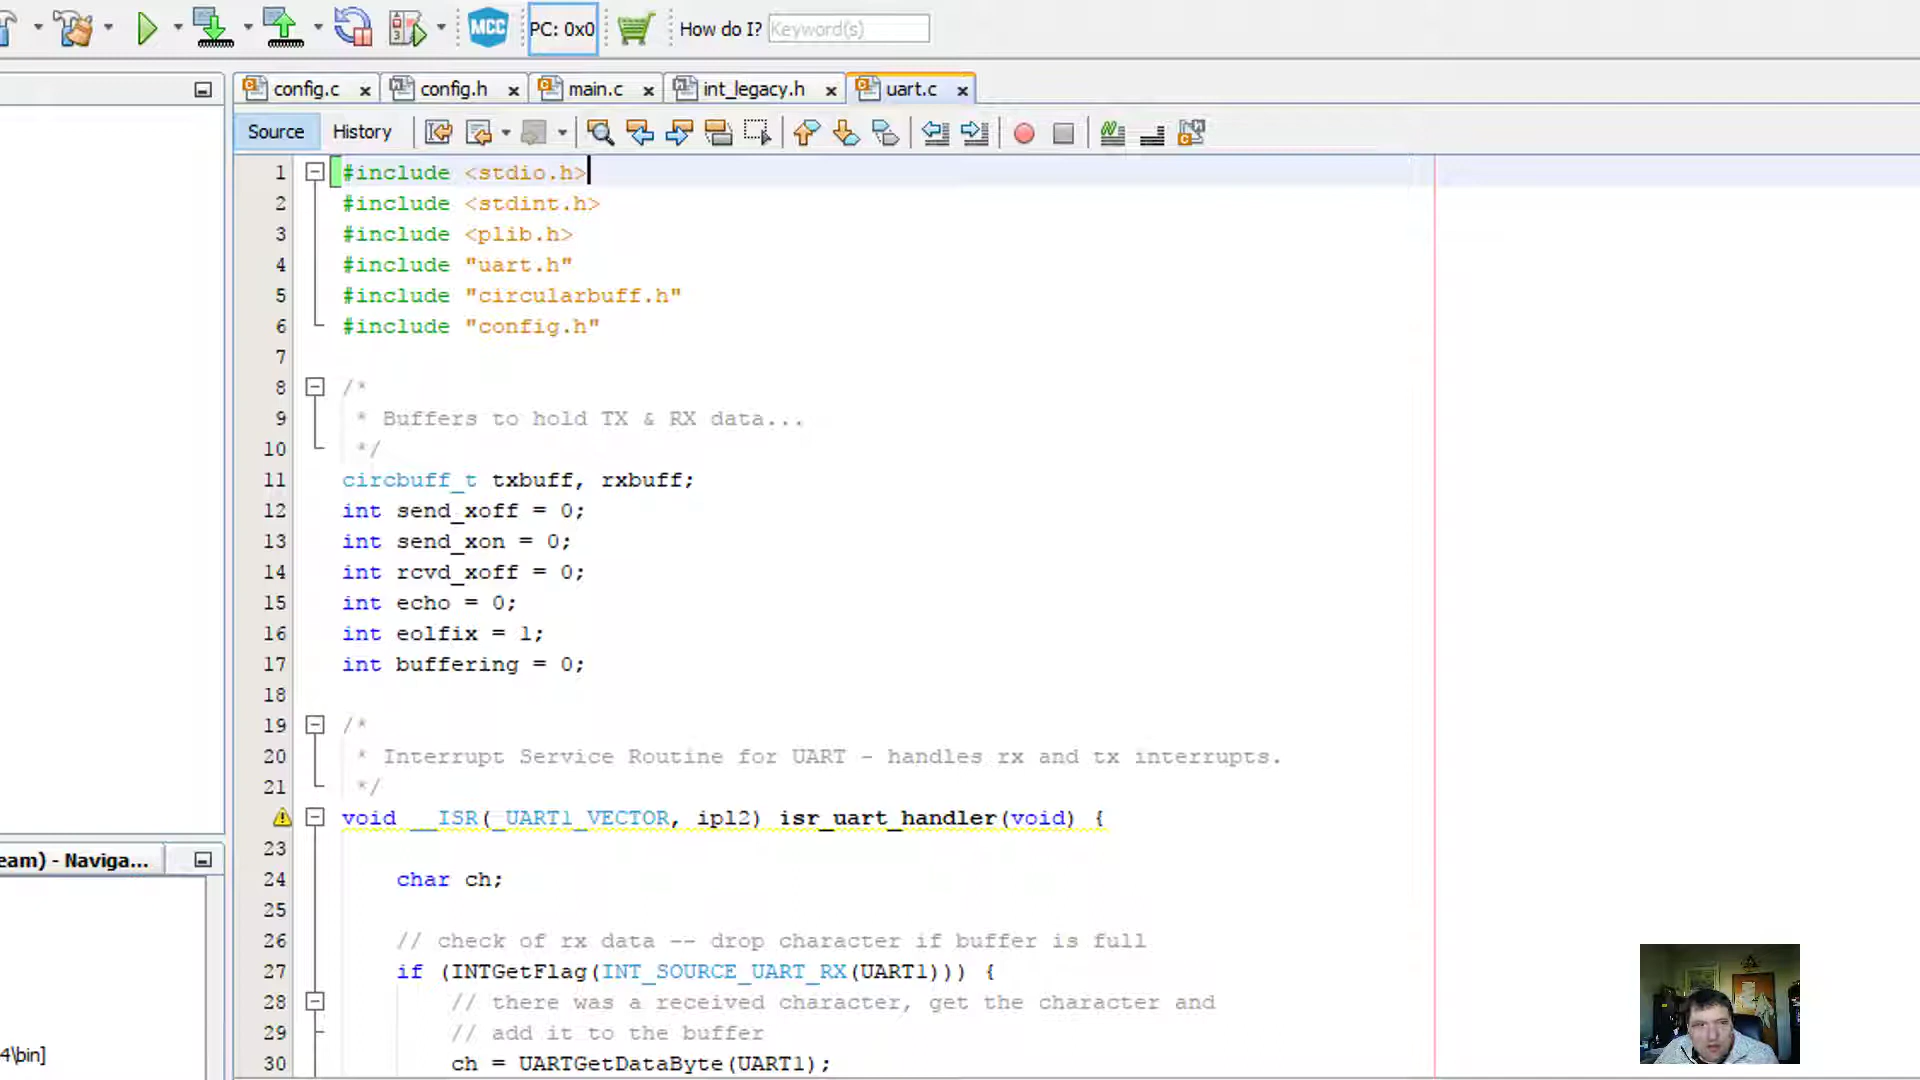 MCC PC: 0x0 How do I? Keyword(s)
config.c config.h main.c int_legacy.h uart.c
Source History
1 #include <stdio.h>
2 #include <stdint.h>
3 #include <plib.h>
4 #include "uart.h"
5 #include "circularbuff.h"
6 #include "config.h"
7
8 /*
9 * Buffers to hold TX & RX data...
10 */
11 circbuff_t txbuff, rxbuff;
12 int send_xoff = 0;
13 int send_xon = 0;
14 int rcvd_xoff = 0;
15 int echo = 0;
16 int eolfix = 1;
17 int buffering = 0;
18
19 /*
20 * Interrupt Service Routine for UART - handles rx and tx interrupts.
21 */
void __ISR(_UART1_VECTOR, ipl2) isr_uart_handler(void) {
23
24 char ch;
25
26 // check of rx data -- drop character if buffer is full
27 if (INTGetFlag(INT_SOURCE_UART_RX(UART1))) {
28 // there was a received character, get the character and
29 // add it to the buffer
30 ch = UARTGetDataByte(UART1);
eam) - Naviga...
4\bin]